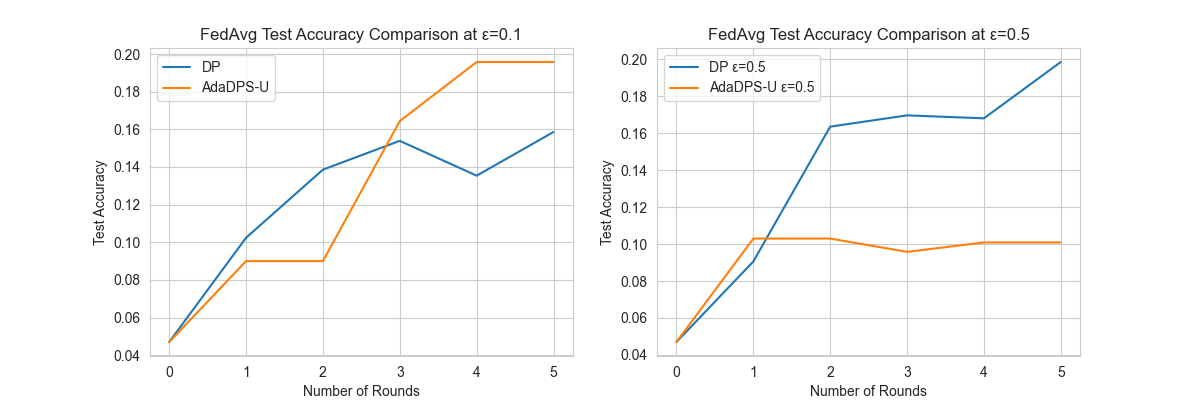 FedAvg Test Accuracy Comparison at ε=0.1
DP
AdaDPS-U
0.20
0.18
0.16
0.14
0.12
0.10
0.08
0.06
0.04
Test Accuracy
0 1 2 3 4 5
Number of Rounds
FedAvg Test Accuracy Comparison at ε=0.5
DP ε=0.5
AdaDPS-U ε=0.5
0.20
0.18
0.16
0.14
0.12
0.10
0.08
0.06
0.04
Test Accuracy
0 1 2 3 4 5
Number of Rounds